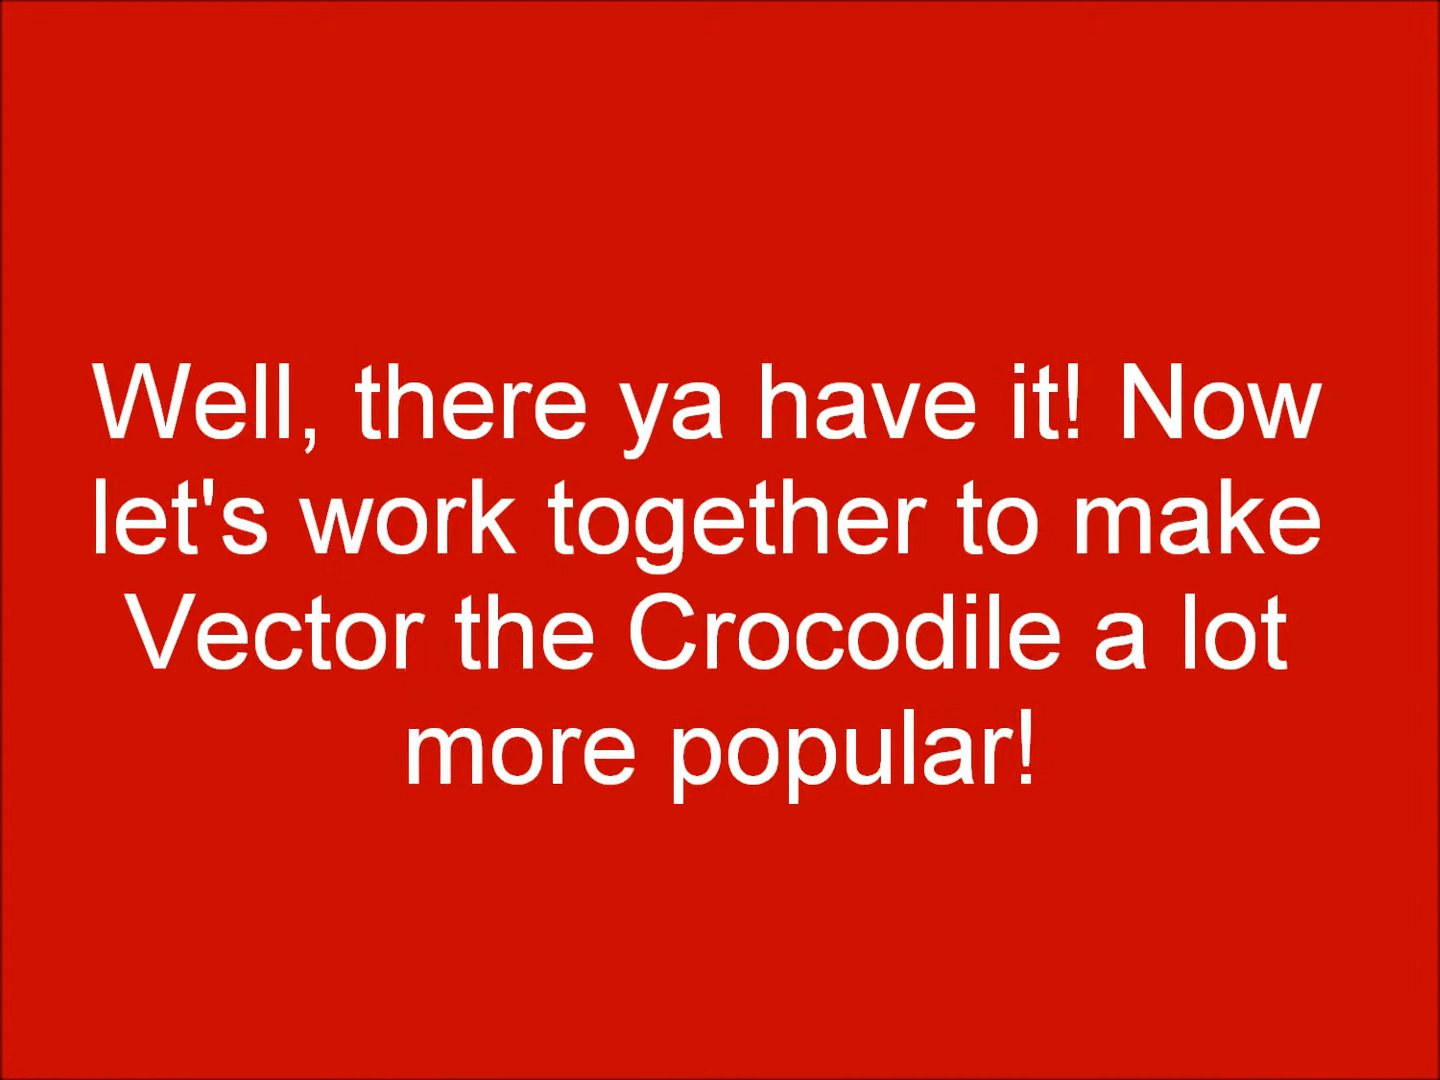 Well, there ya have it! Now
let's work together to make
Vector the Crocodile a lot
more popular!